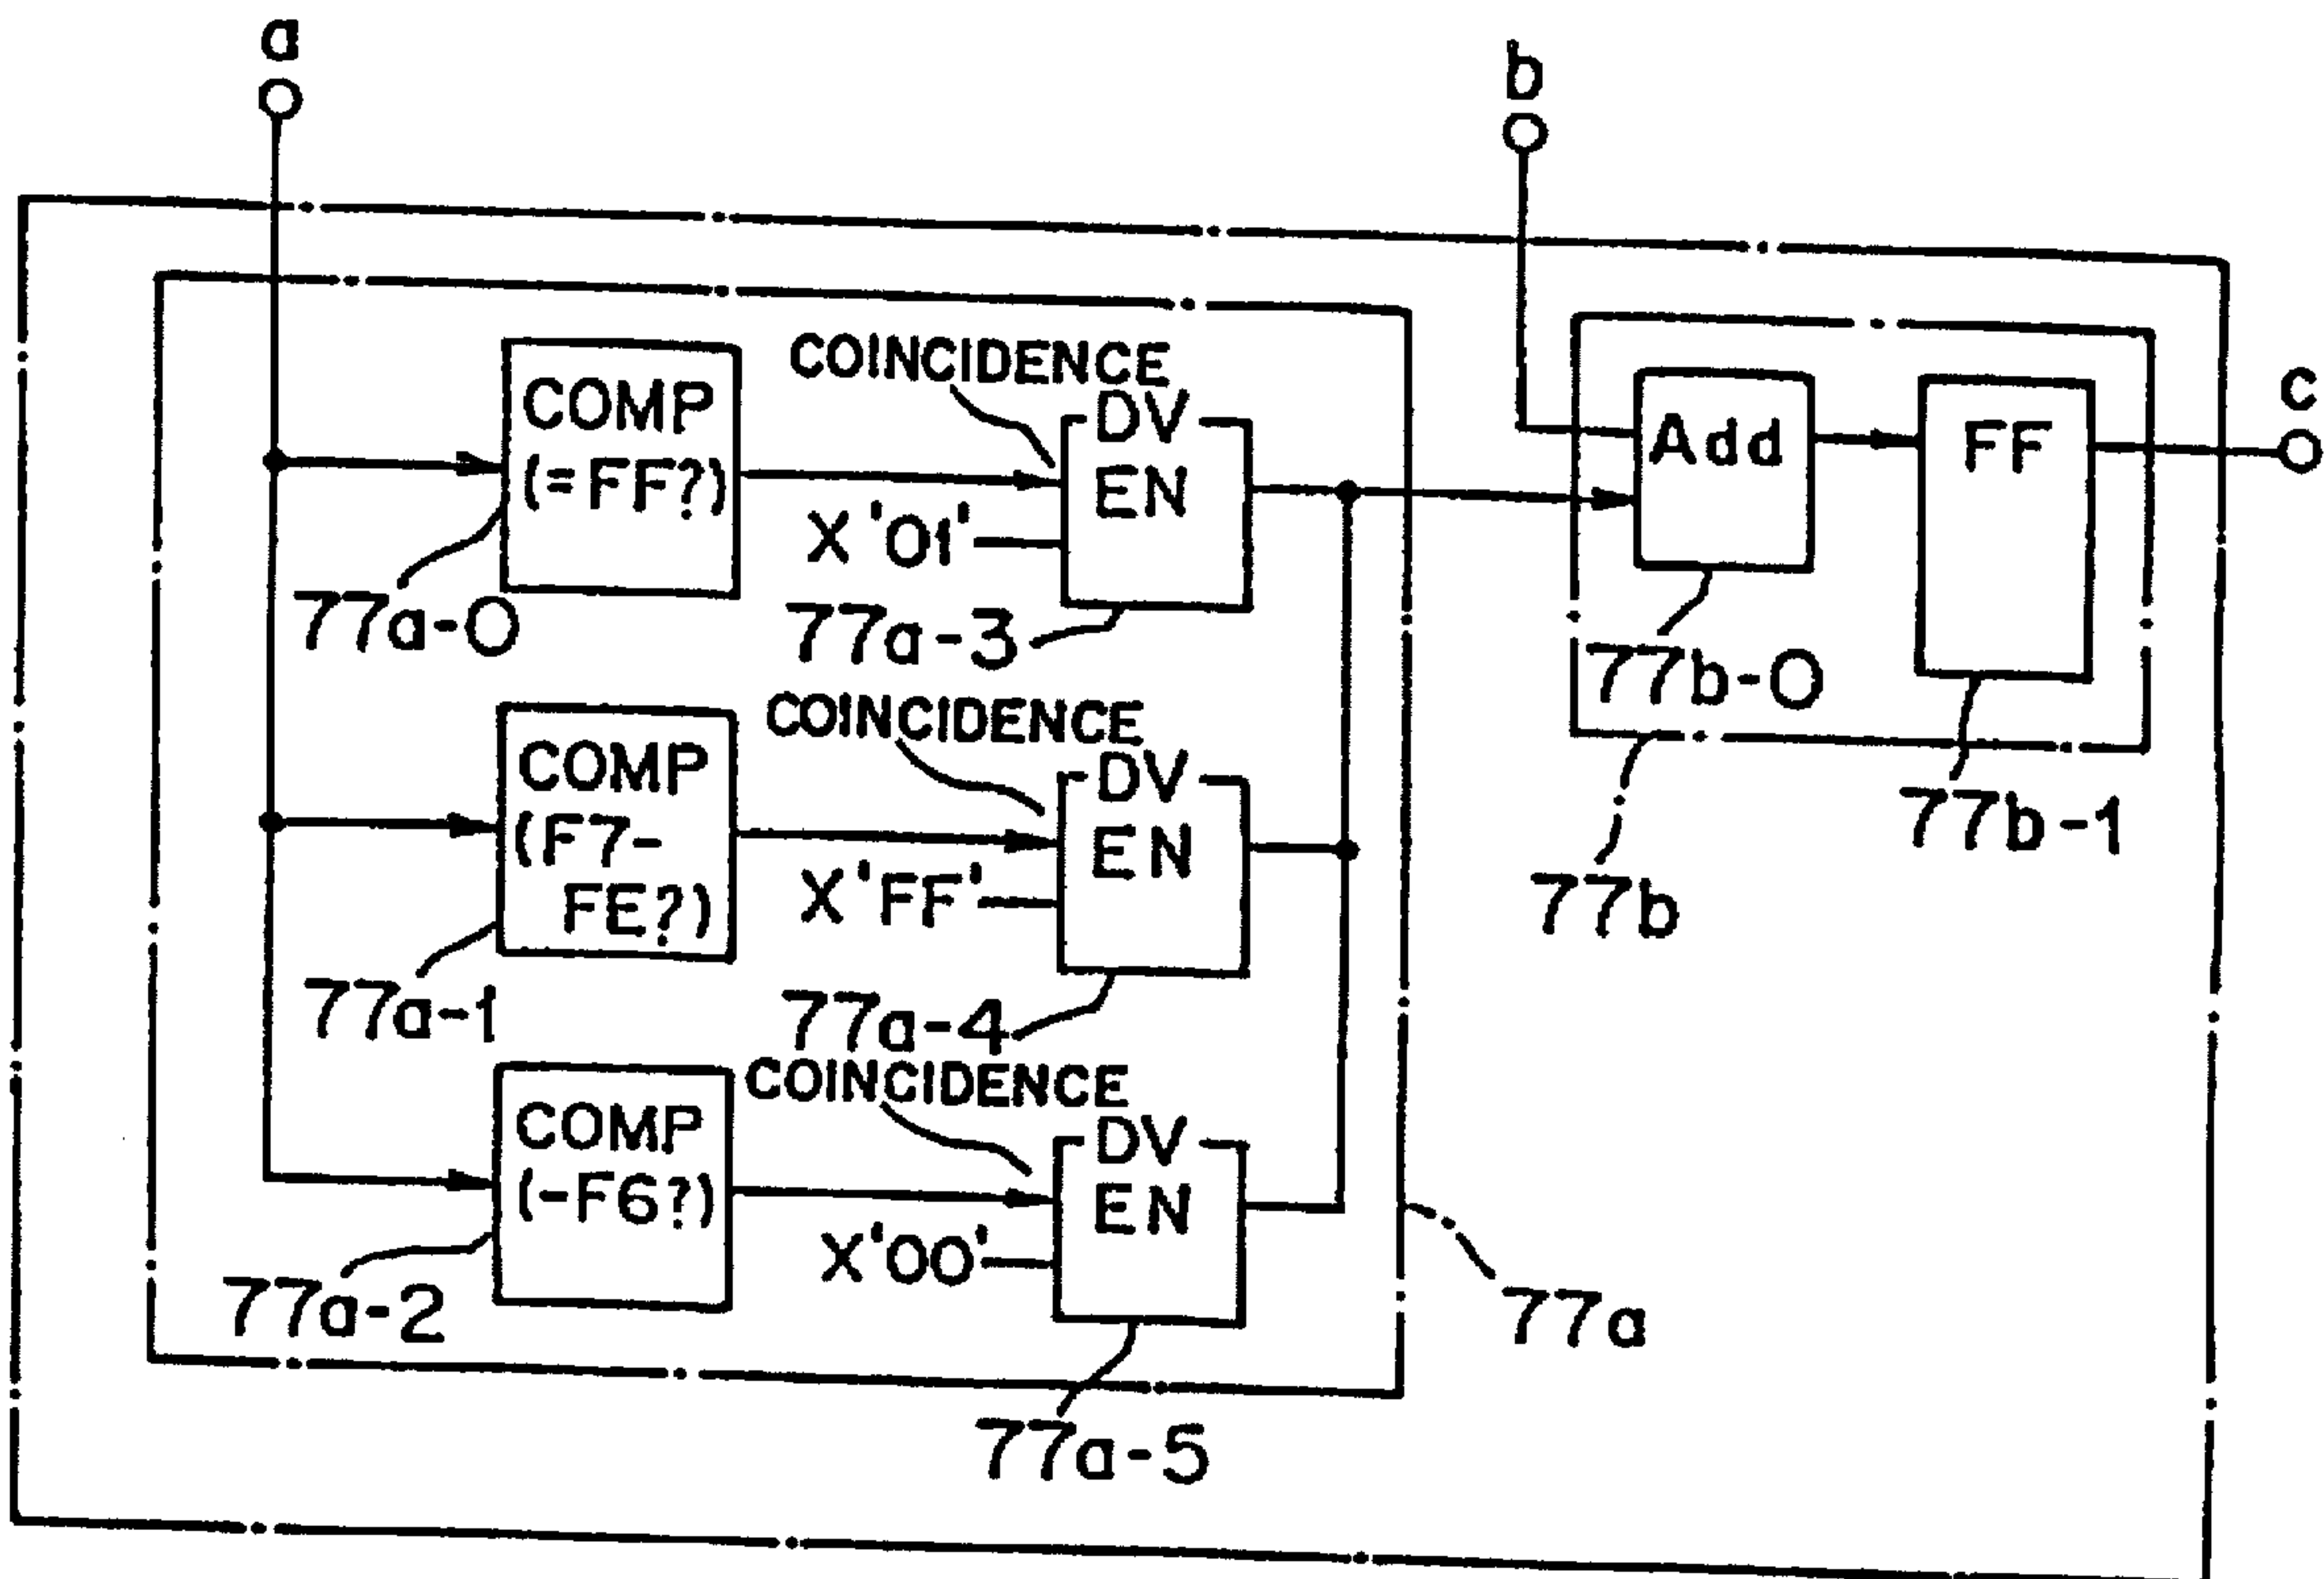 a
b
c
COINCIDENCE
COMP
(=FF?)
DV
EN
X'01'
77a-0
77a-3
Add
FF
77b-0
77b-1
77b
COINCIDENCE
COMP
(F7-
FE?)
DV
EN
X'FF'
77a-1
77a-4
COINCIDENCE
COMP
(-F6?)
DV
EN
X'00'
77a-2
77a
77a-5